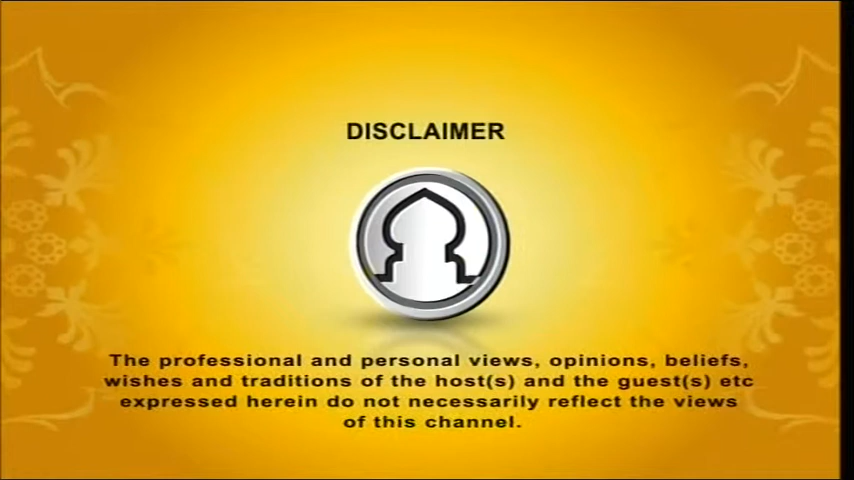 DISCLAIMER
The professional and personal views, opinions, beliefs,
wishes and traditions of the host(s) and the guest(s) etc
expressed herein do not necessarily reflect the views
of this channel.